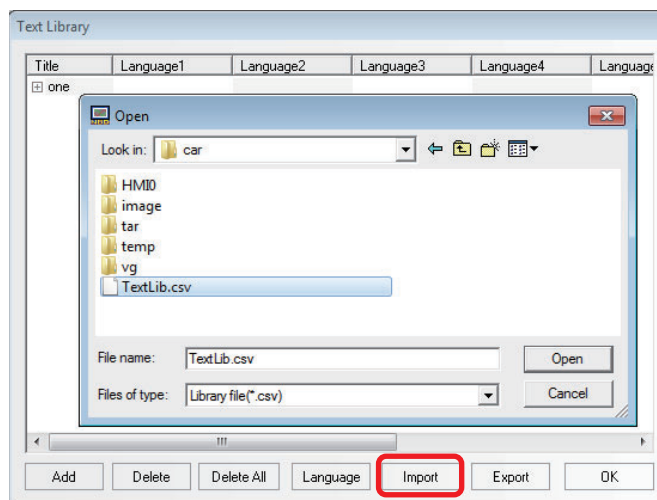 Text Library
Title Language1 Language2 Language3 Language4 Language
one
Open
Look in: car
HMI0
image
tar
temp
vg
TextLib.csv
File name: TextLib.csv Open
Files of type: Library file(*.csv) Cancel
Add Delete Delete All Language Import Export OK